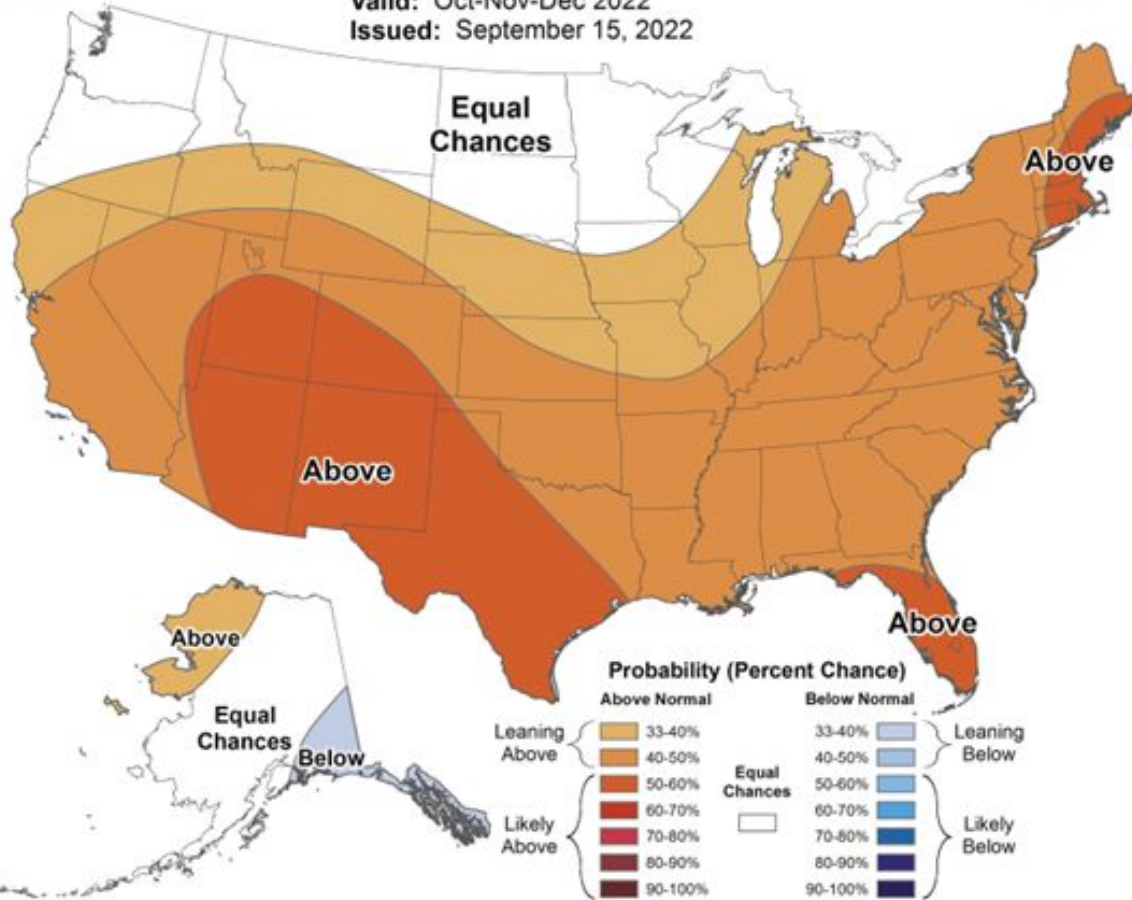 Valid: Oct-Nov-Dec 2022
Issued: September 15, 2022
Equal
Chances
Above
Above
Above
Above
Equal
Chances
Below
Probability (Percent Chance)
Above Normal
Below Normal
Leaning
Above
33-40%
40-50%
50-60%
60-70%
70-80%
80-90%
90-100%
Likely
Above
Equal
Chances
33-40%
40-50%
50-60%
60-70%
70-80%
80-90%
90-100%
Leaning
Below
Likely
Below